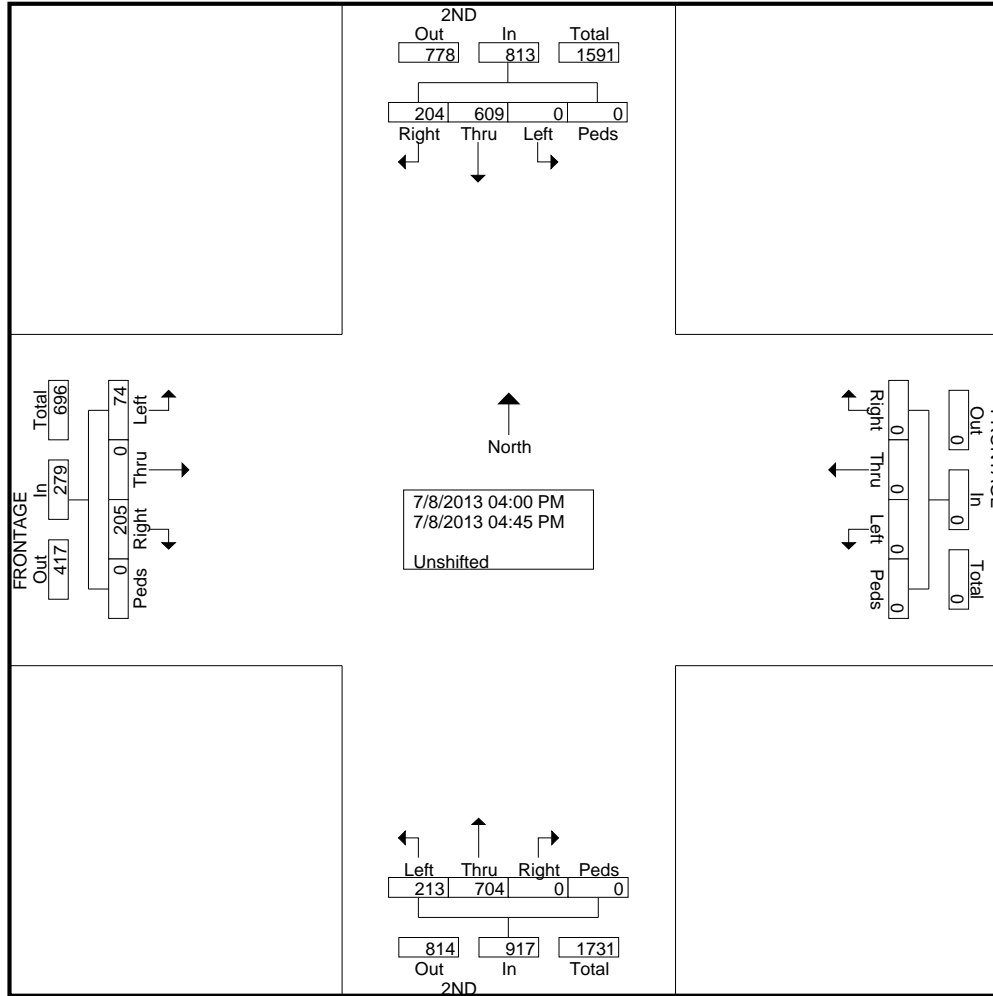 2ND
Out In Total
778 813 1591
204 609 0 0
Right Thru Left Peds
FRONTAGE
Out In Total
417 279 696
74 0 205 0
Left Thru Right Peds
North
7/8/2013 04:00 PM
7/8/2013 04:45 PM
Unshifted
Right Thru Left Peds
0 0 0 0
Out In Total
0 0 0
Left Thru Right Peds
213 704 0 0
814 917 1731
Out In Total
2ND